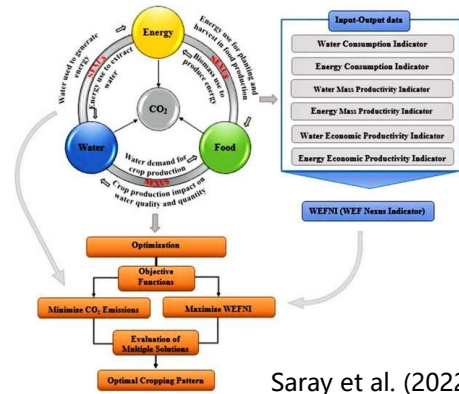 Energy
Water used to generate
energy
NEXUS
Energy use to extract
water
Energy use for planting and
harvest in food production
NEXUS
Biomass use to
produce energy
CO₂
Water
Food
Water demand for
crop production
NEXUS
Crop production impact on
water quality and quantity
Input-Output data
Water Consumption Indicator
Energy Consumption Indicator
Water Mass Productivity Indicator
Energy Mass Productivity Indicator
Water Economic Productivity Indicator
Energy Economic Productivity Indicator
WEFNI (WEF Nexus Indicator)
Optimization
Objective
Functions
Minimize CO₂ Emissions
Maximise WEFNI
Evaluation of
Multiple Solutions
Optimal Cropping Pattern
Saray et al. (2022